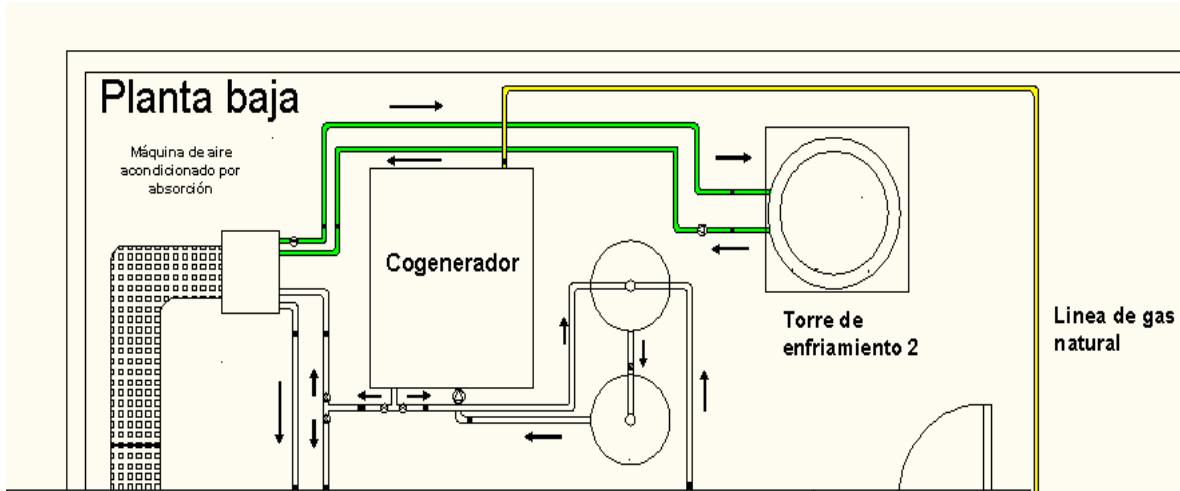 Planta baja
Máquina de aire
acondicionado por
absorción
Cogenerador
Torre de
enfriamiento 2
Linea de gas
natural